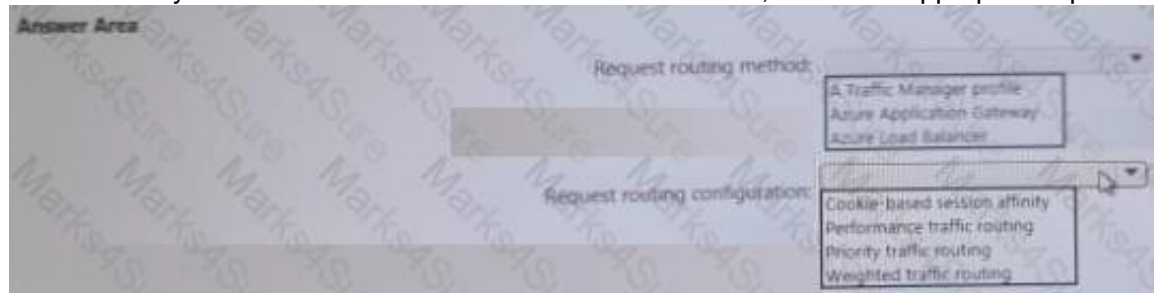 Answer Area
Request routing method:
A Traffic Manager profile
Azure Application Gateway
Azure Load Balancer
Request routing configuration:
Cookie-based session affinity
Performance traffic routing
Priority traffic routing
Weighted traffic routing
Marks4Sure